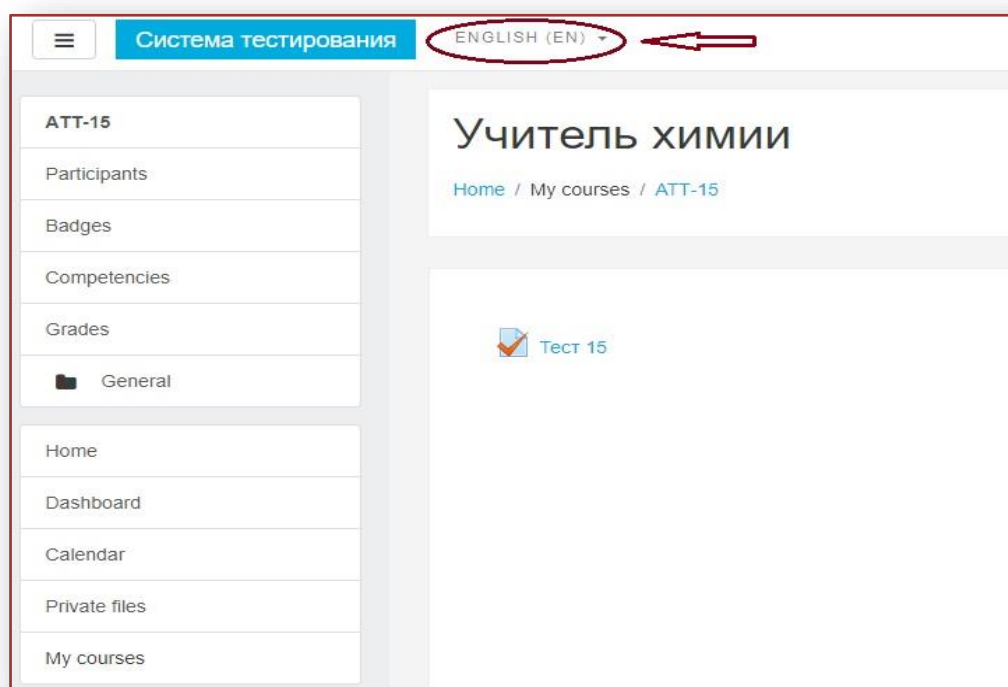 Система тестирования
ENGLISH (EN)
ATT-15
Participants
Badges
Competencies
Grades
General
Home
Dashboard
Calendar
Private files
My courses
Учитель химии
Home / My courses / ATT-15
Тест 15